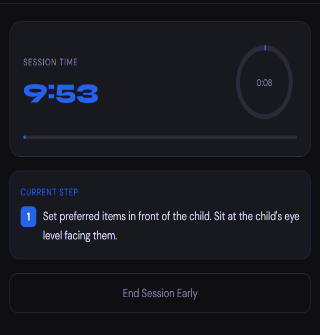 SESSION TIME
9:53
0:08
CURRENT STEP
1 Set preferred items in front of the child. Sit at the child's eye
level facing them.
End Session Early